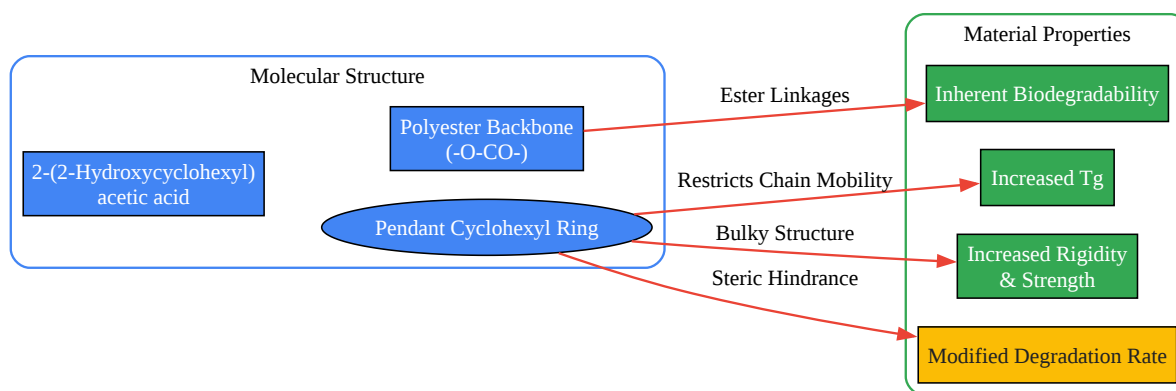 Molecular Structure
2-(2-Hydroxycyclohexyl)
acetic acid
Polyester Backbone
(-O-CO-)
Pendant Cyclohexyl Ring
Ester Linkages
Restricts Chain Mobility
Bulky Structure
Steric Hindrance
Material Properties
Inherent Biodegradability
Increased Tg
Increased Rigidity
& Strength
Modified Degradation Rate